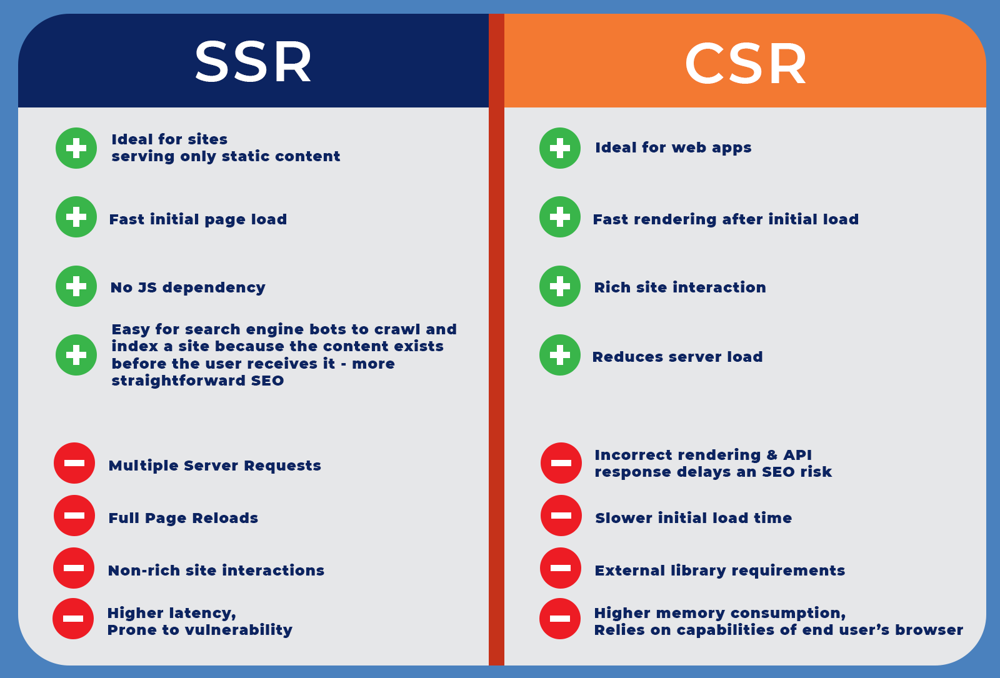 SSR
Ideal for sites
serving only static content
Fast initial page load
No JS dependency
Easy for search engine bots to crawl and
index a site because the content exists
before the user receives it - more
straightforward SEO
Multiple Server Requests
Full Page Reloads
Non-rich site interactions
Higher latency,
Prone to vulnerability
CSR
Ideal for web apps
Fast rendering after initial load
Rich site interaction
Reduces server load
Incorrect rendering & API
response delays an SEO risk
Slower initial load time
External library requirements
Higher memory consumption,
Relies on capabilities of end user’s browser